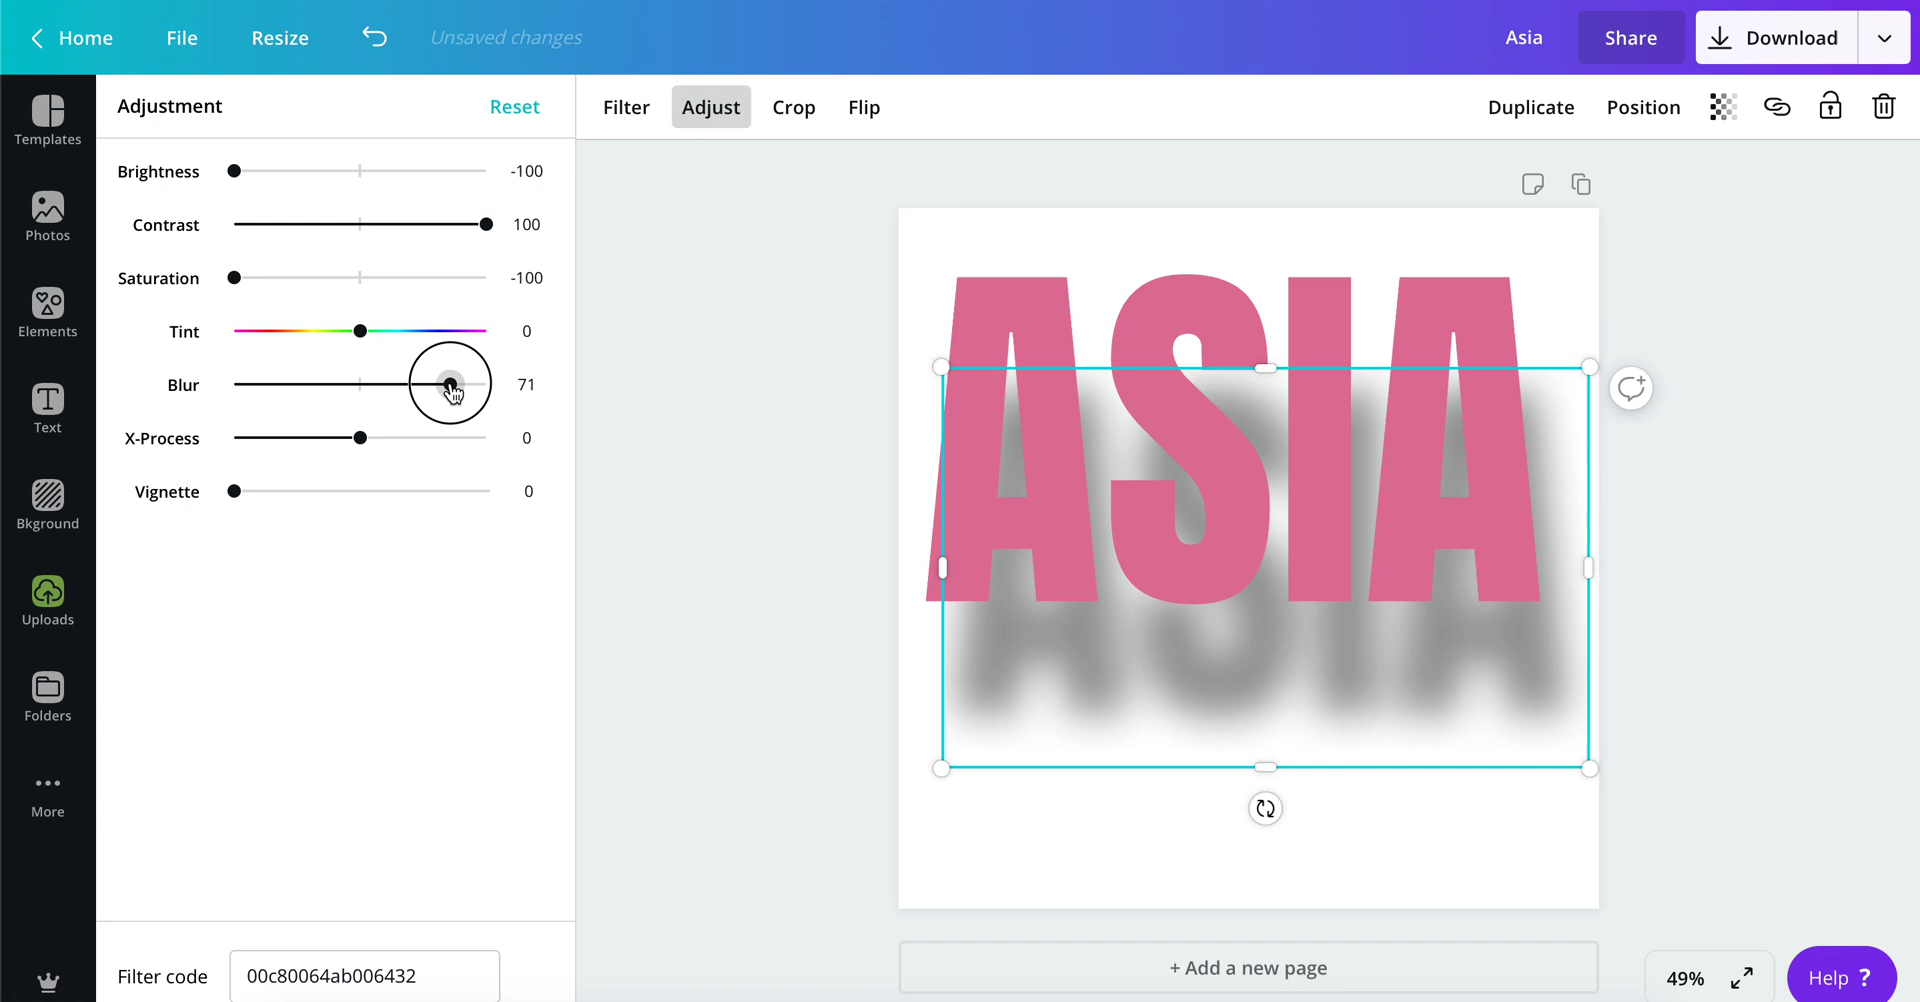 Home File Resize Unsaved changes Asia Share Download
Templates
Photos
Elements
Text
Bkground
Uploads
Folders
More
Adjustment Reset
Brightness -100
Contrast 100
Saturation -100
Tint 0
Blur 71
X-Process 0
Vignette 0
Filter code 00c80064ab006432
Filter Adjust Crop Flip Duplicate Position
ASIA
ASIA
+ Add a new page
49% Help ?